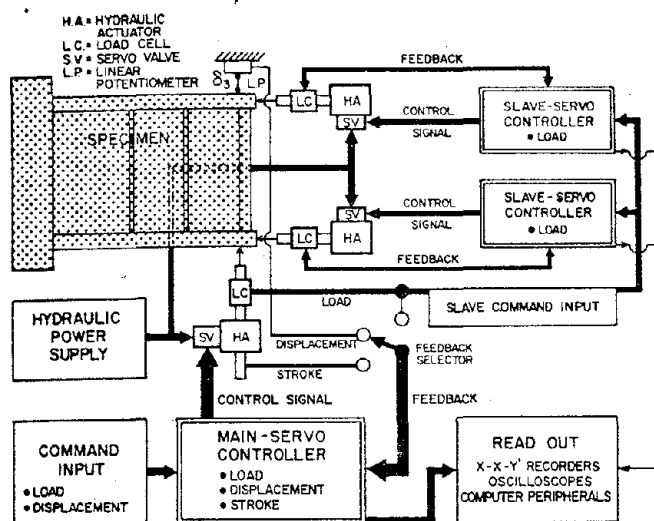 H.A.= HYDRAULIC
ACTUATOR
L.C.= LOAD CELL
S.V.= SERVO VALVE
L.P.= LINEAR
POTENTIOMETER
δ3
L.P.
FEEDBACK
LC
HA
SV
CONTROL
SIGNAL
SLAVE-SERVO
CONTROLLER
• LOAD
SPECIMEN
SV
LC
HA
CONTROL
SIGNAL
FEEDBACK
SLAVE-SERVO
CONTROLLER
• LOAD
LC
LOAD
SLAVE COMMAND INPUT
HYDRAULIC
POWER
SUPPLY
SV
HA
DISPLACEMENT
STROKE
FEEDBACK
SELECTOR
CONTROL SIGNAL
FEEDBACK
COMMAND
INPUT
• LOAD
• DISPLACEMENT
MAIN-SERVO
CONTROLLER
• LOAD
• DISPLACEMENT
• STROKE
READ OUT
X-X-Y' RECORDERS
OSCILLOSCOPES
COMPUTER PERIPHERALS